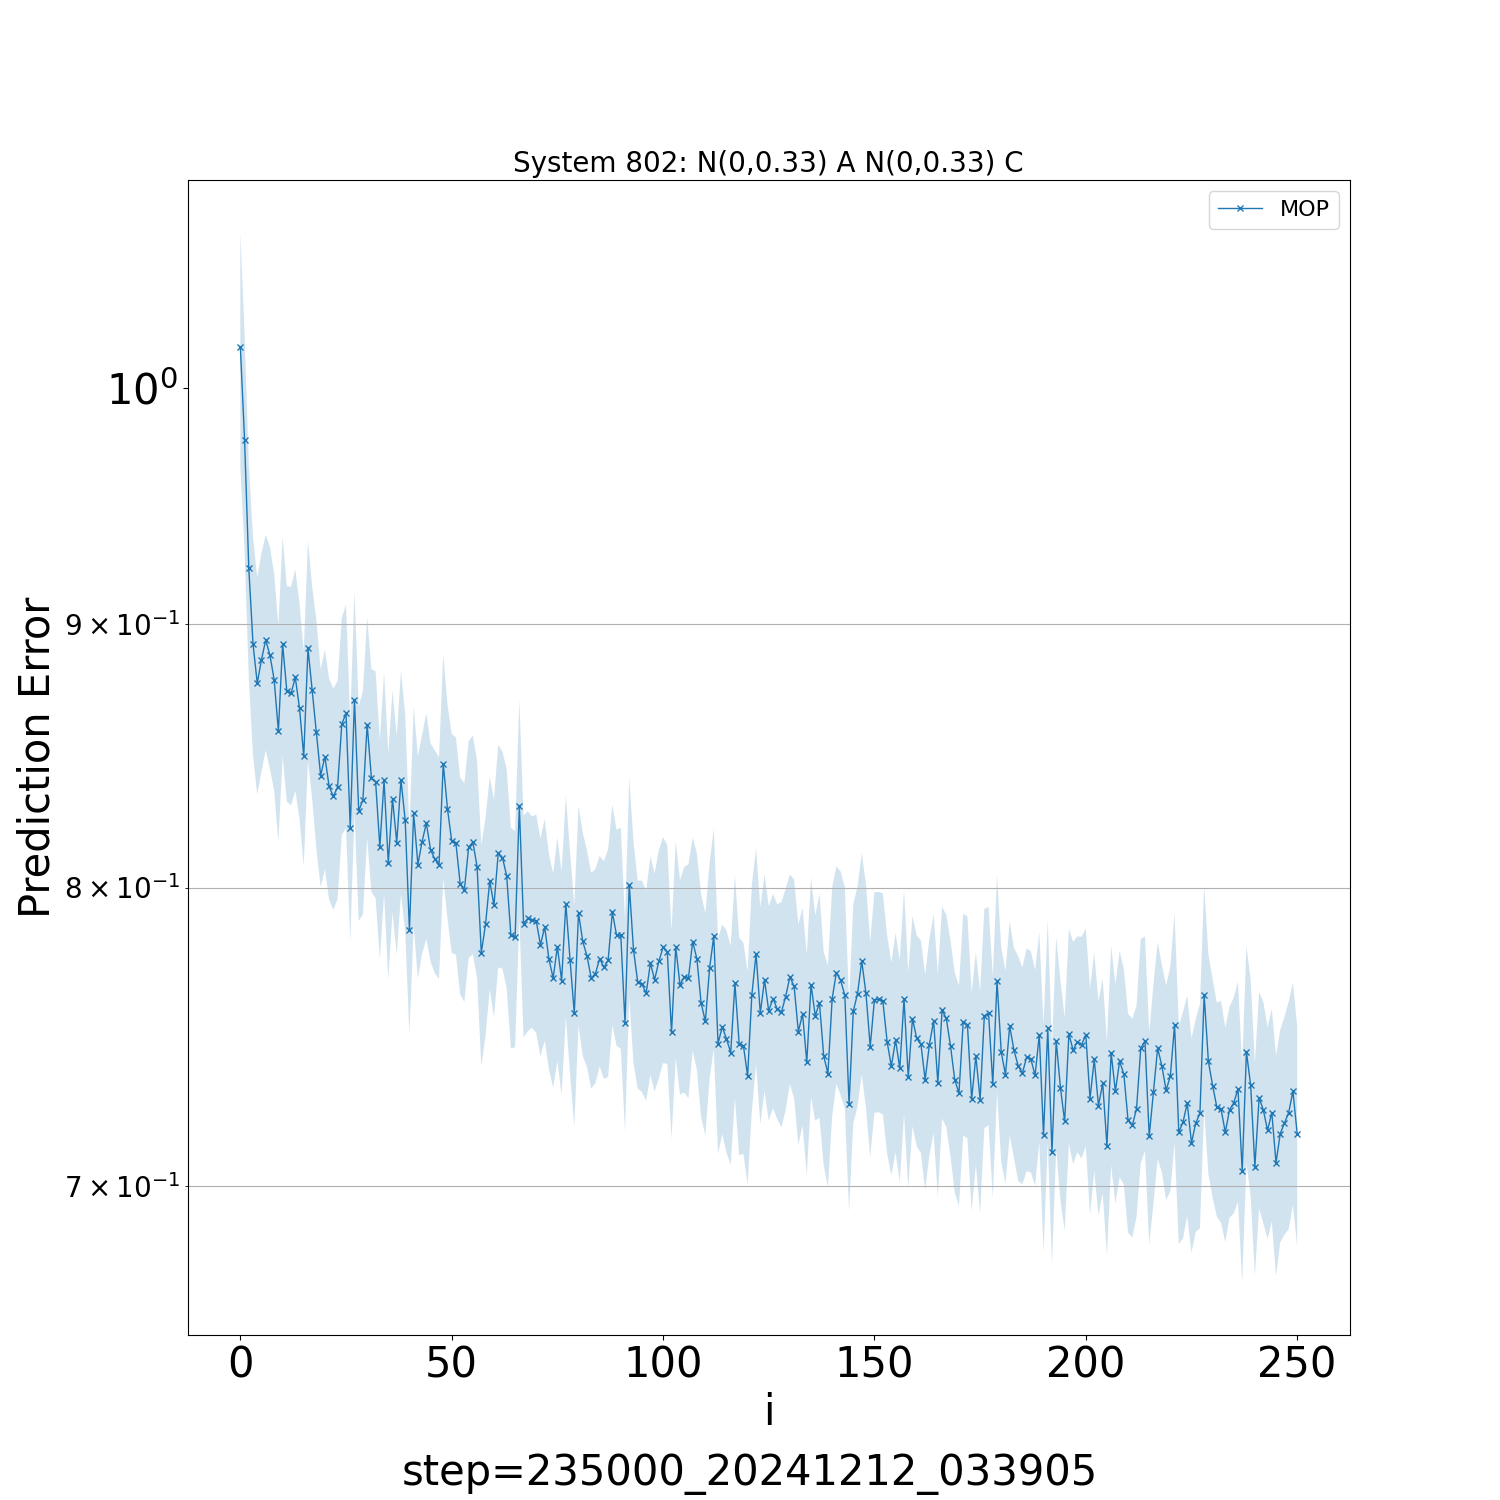 System 802: N(0,0.33) A N(0,0.33) C
MOP
Prediction Error
10⁰
9 × 10⁻¹
8 × 10⁻¹
7 × 10⁻¹
0 50 100 150 200 250
i
step=235000_20241212_033905